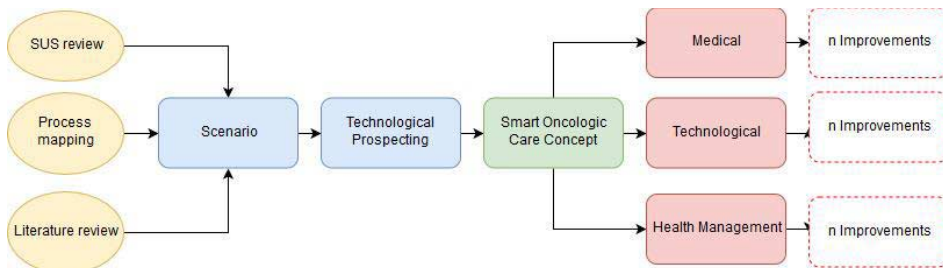 SUS review
Process
mapping
Literature review
Scenario
Technological
Prospecting
Smart Oncologic
Care Concept
Medical
Technological
Health Management
n Improvements
n Improvements
n Improvements